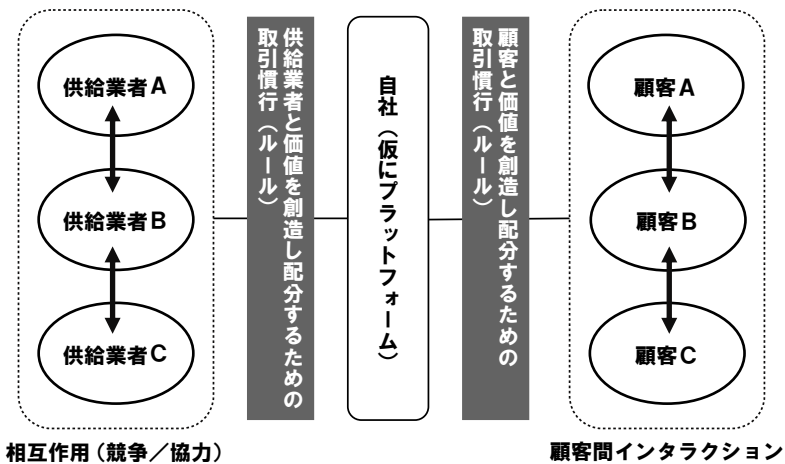 供給業者A
供給業者B
供給業者C
相互作用（競争／協力）
供給業者と価値を創造し配分するための
取引慣行（ルール）
自社（仮にプラットフォーム）
顧客と価値を創造し配分するための
取引慣行（ルール）
顧客A
顧客B
顧客C
顧客間インタラクション